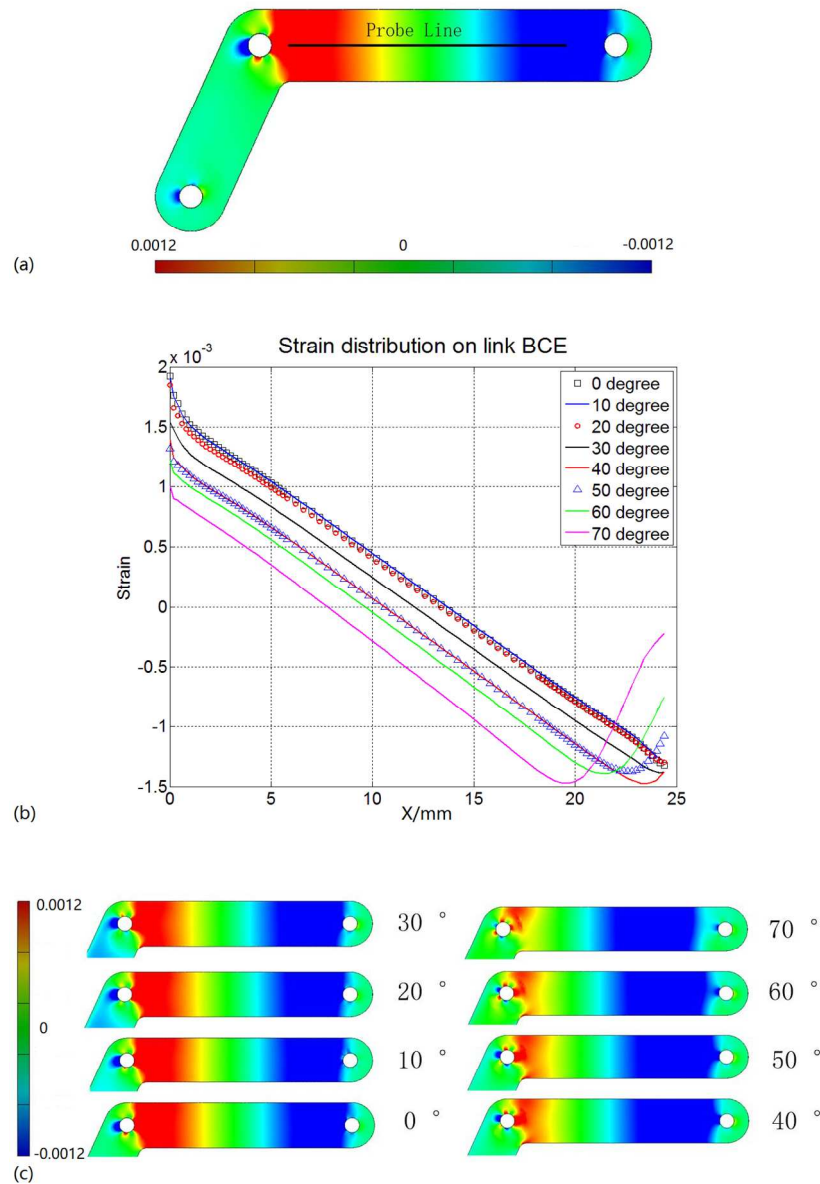 Probe Line
0.0012 0 -0.0012
(a)
Strain distribution on link BCE
2 x 10 -3
1.5
1
0.5
0
-0.5
-1
-1.5
Strain
0 5 10 15 20 25
X/mm
0 degree
10 degree
20 degree
30 degree
40 degree
50 degree
60 degree
70 degree
(b)
0.0012
0
-0.0012
30 °
20 °
10 °
0 °
70 °
60 °
50 °
40 °
(c)